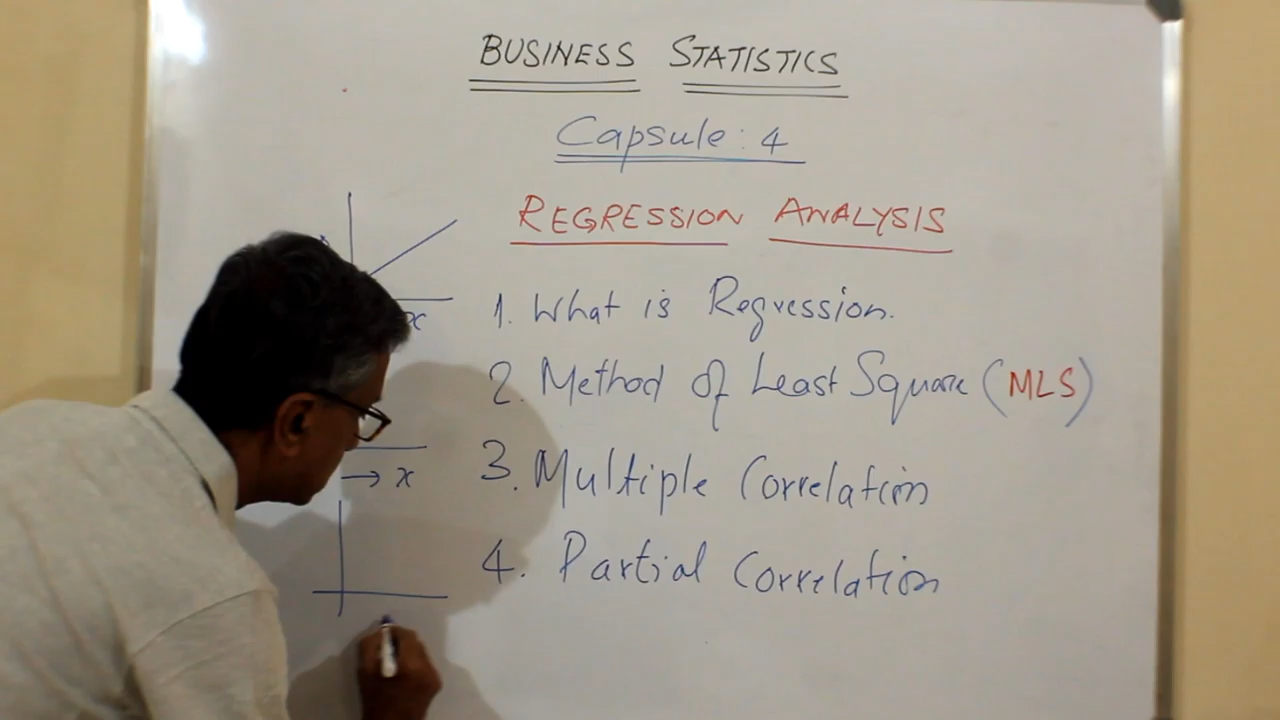 BUSINESS STATISTICS
Capsule: 4
REGRESSION ANALYSIS
1. What is Regression.
2. Method of Least Square (MLS)
3. Multiple Correlation
4. Partial Correlation
x
→ x